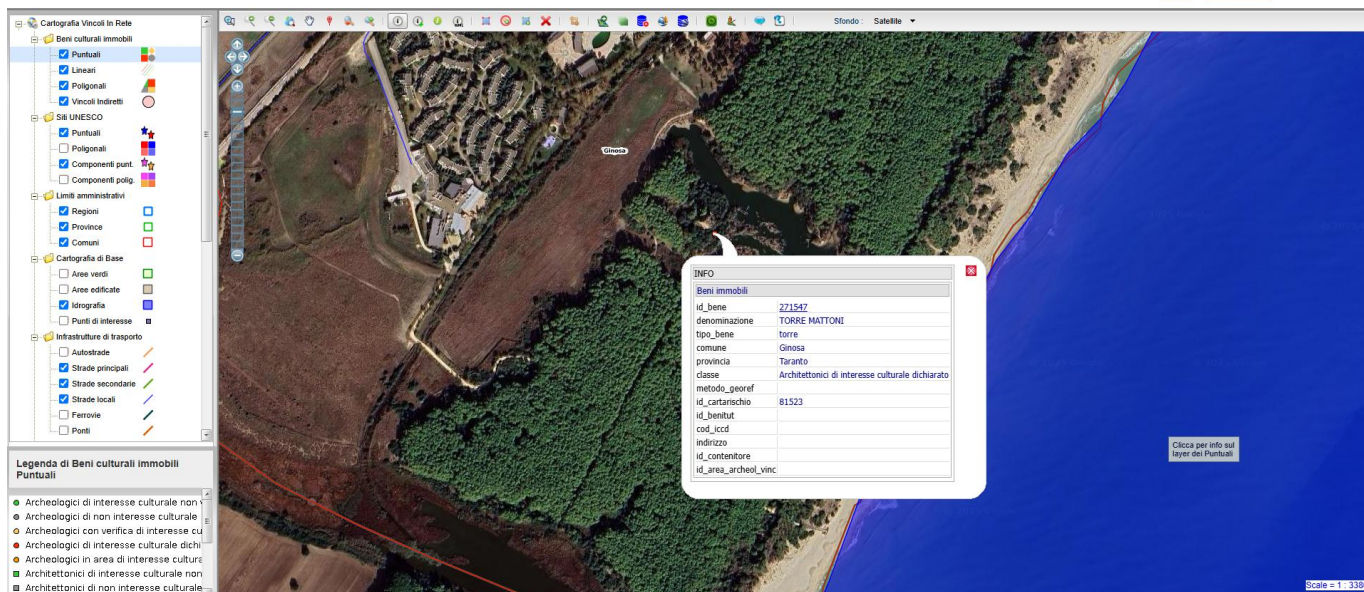 Cartografia Vincoli In Rete
Beni culturali immobili
Puntuali
Lineari
Poligonali
Vincoli Indiretti
Siti UNESCO
Puntuali
Poligonali
Componenti punt.
Componenti polig.
Limiti amministrativi
Regioni
Province
Comuni
Cartografia di Base
Aree verdi
Aree edificate
Idrografia
Punti di interesse
Infrastrutture di trasporto
Autostrade
Strade principali
Strade secondarie
Strade locali
Ferrovie
Ponti
Legenda di Beni culturali immobili
Puntuali
Archeologici di interesse culturale non
Archeologici di non interesse culturale
Archeologici con verifica di interesse cu
Archeologici di interesse culturale dichi
Archeologici in area di interesse cultura
Architettonici di interesse culturale non
Architettonici di non interesse culturale
Sfondo : Satellite
Ginosa
INFO
Beni immobili
id_bene 271547
denominazione TORRE MATTONI
tipo_bene torre
comune Ginosa
provincia Taranto
classe Architettonici di interesse culturale dichiarato
metodo_georef
id_cartarischio 81523
id_benitut
cod_iccd
indirizzo
id_contenitore
id_area_archeol_vinc
Clicca per info sul
layer dei Puntuali
Scale = 1 : 338